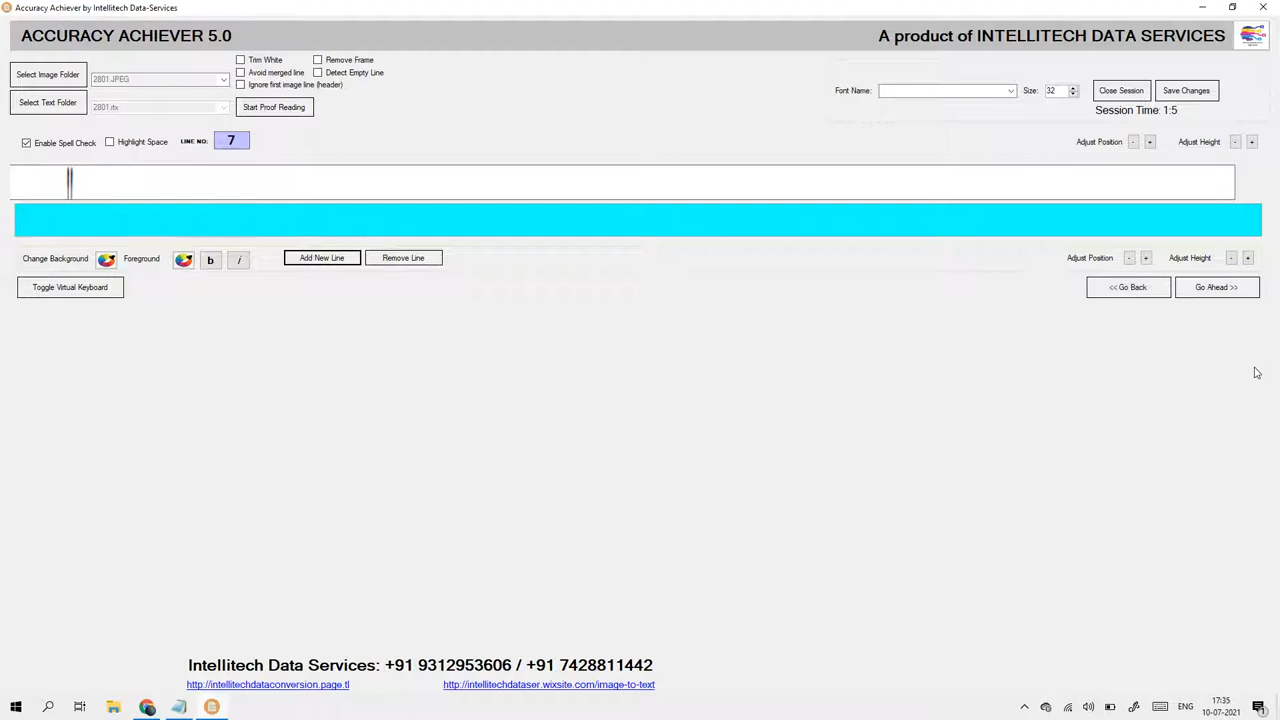 Accuracy Achiever by Intellitech Data-Services
ACCURACY ACHIEVER 5.0
A product of INTELLITECH DATA SERVICES
Select Image Folder
2801.JPEG
Trim White
Remove Frame
Avoid merged line
Detect Empty Line
Ignore first image line (header)
Select Text Folder
2801.rtx
Start Proof Reading
Font Name:
Size:
32
Close Session
Save Changes
Session Time: 1:5
Enable Spell Check
Highlight Space
LINE NO:
7
Adjust Position - +
Adjust Height - +
Change Background
Foreground
b
i
Add New Line
Remove Line
Adjust Position - +
Adjust Height - +
Toggle Virtual Keyboard
<< Go Back
Go Ahead >>
Intellitech Data Services: +91 9312953606 / +91 7428811442
http://intellitechdataconversion.page.tl
http://intellitechdataser.wixsite.com/image-to-text
ENG
17:35
10-07-2021
1